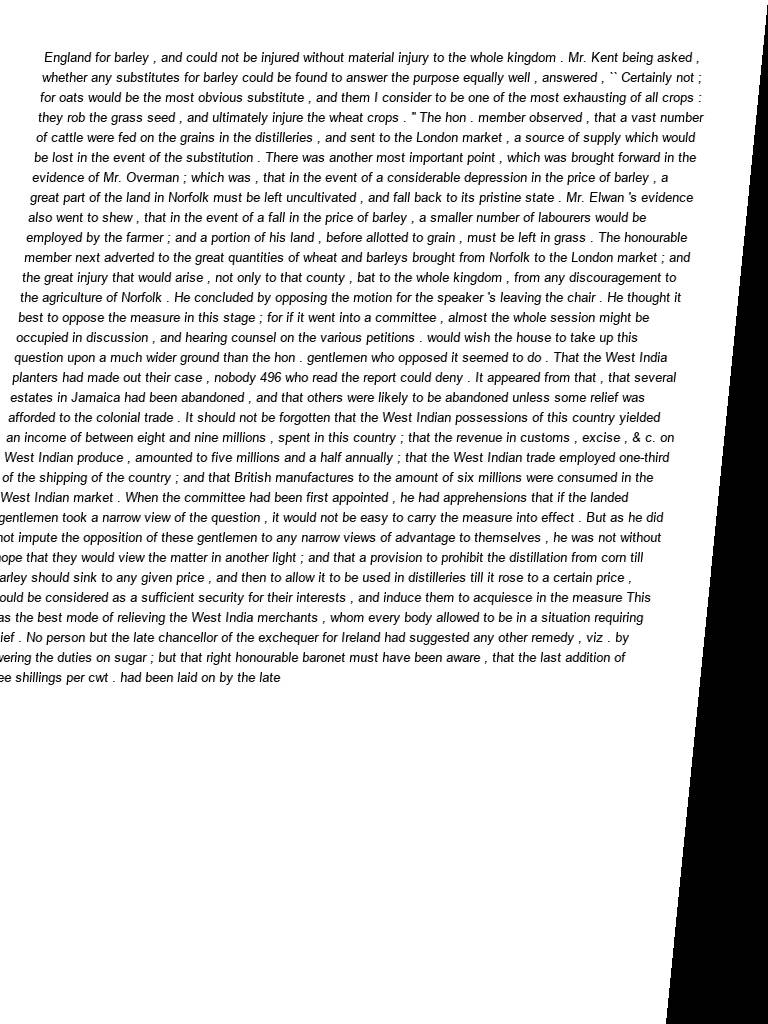 England for barley , and could not be injured without material injury to the whole kingdom . Mr. Kent being asked ,
whether any substitutes for barley could be found to answer the purpose equally well , answered , `` Certainly not ;
for oats would be the most obvious substitute , and them I consider to be one of the most exhausting of all crops :
they rob the grass seed , and ultimately injure the wheat crops . '' The hon . member observed , that a vast number
of cattle were fed on the grains in the distilleries , and sent to the London market , a source of supply which would
be lost in the event of the substitution . There was another most important point , which was brought forward in the
evidence of Mr. Overman ; which was , that in the event of a considerable depression in the price of barley , a
great part of the land in Norfolk must be left uncultivated , and fall back to its pristine state . Mr. Elwan 's evidence
also went to shew , that in the event of a fall in the price of barley , a smaller number of labourers would be
employed by the farmer ; and a portion of his land , before allotted to grain , must be left in grass . The honourable
member next adverted to the great quantities of wheat and barleys brought from Norfolk to the London market ; and
the great injury that would arise , not only to that county , bat to the whole kingdom , from any discouragement to
the agriculture of Norfolk . He concluded by opposing the motion for the speaker 's leaving the chair . He thought it
best to oppose the measure in this stage ; for if it went into a committee , almost the whole session might be
occupied in discussion , and hearing counsel on the various petitions . would wish the house to take up this
question upon a much wider ground than the hon . gentlemen who opposed it seemed to do . That the West India
planters had made out their case , nobody 496 who read the report could deny . It appeared from that , that several
estates in Jamaica had been abandoned , and that others were likely to be abandoned unless some relief was
afforded to the colonial trade . It should not be forgotten that the West Indian possessions of this country yielded
an income of between eight and nine millions , spent in this country ; that the revenue in customs , excise , & c. on
West Indian produce , amounted to five millions and a half annually ; that the West Indian trade employed one-third
of the shipping of the country ; and that British manufactures to the amount of six millions were consumed in the
West Indian market . When the committee had been first appointed , he had apprehensions that if the landed
gentlemen took a narrow view of the question , it would not be easy to carry the measure into effect . But as he did
not impute the opposition of these gentlemen to any narrow views of advantage to themselves , he was not without
ope that they would view the matter in another light ; and that a provision to prohibit the distillation from corn till
arley should sink to any given price , and then to allow it to be used in distilleries till it rose to a certain price ,
ould be considered as a sufficient security for their interests , and induce them to acquiesce in the measure This
as the best mode of relieving the West India merchants , whom every body allowed to be in a situation requiring
ief . No person but the late chancellor of the exchequer for Ireland had suggested any other remedy , viz . by
wering the duties on sugar ; but that right honourable baronet must have been aware , that the last addition of
ee shillings per cwt . had been laid on by the late